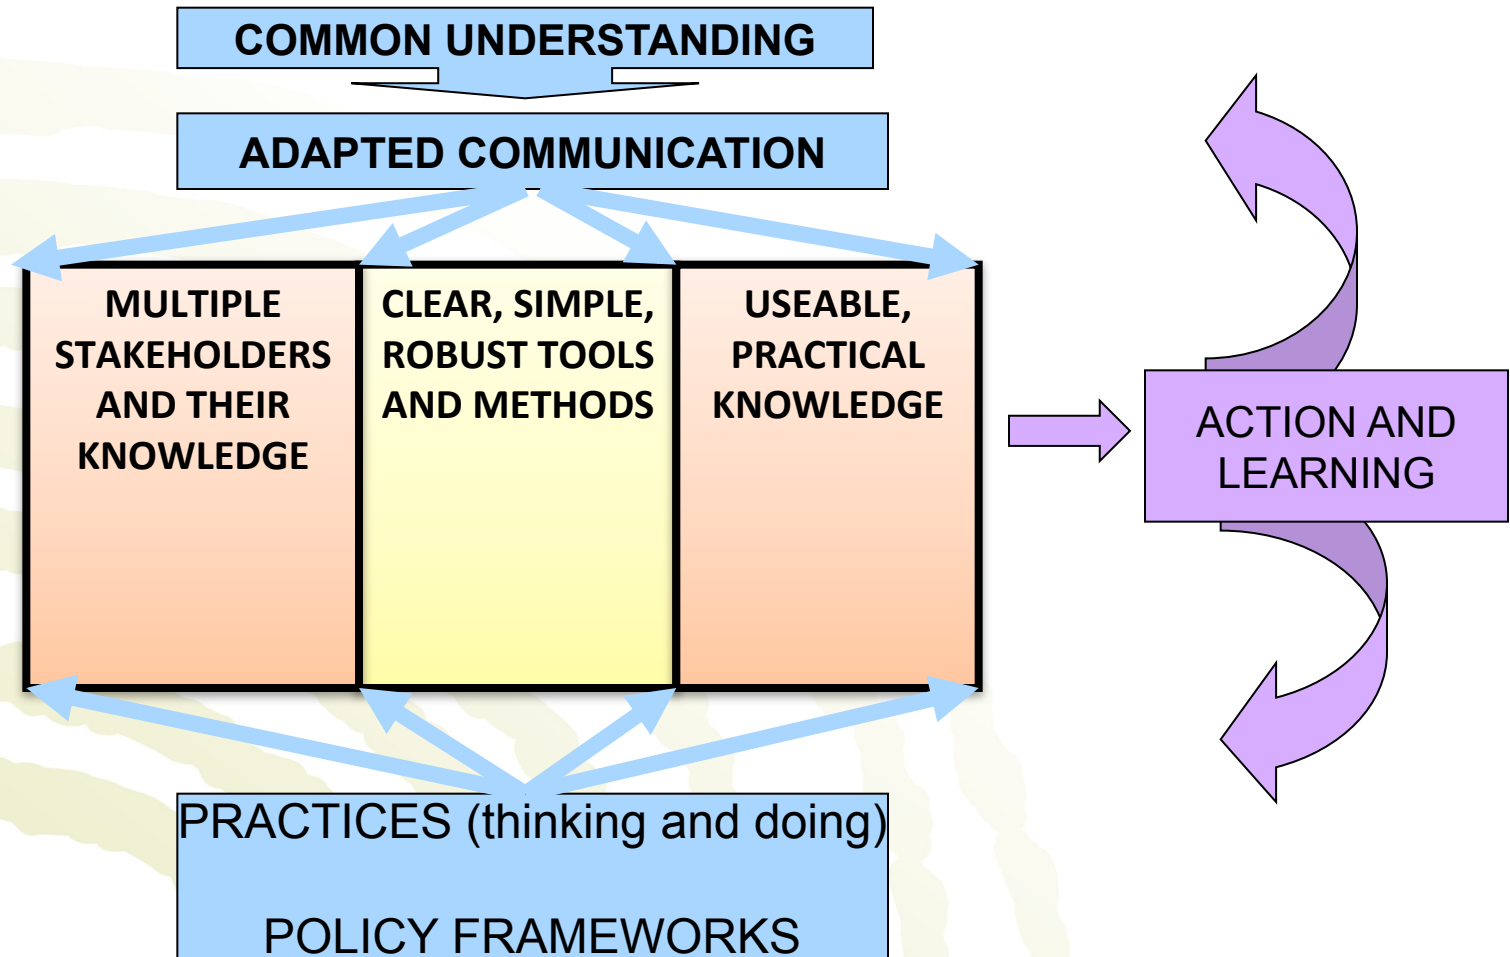 COMMON UNDERSTANDING
ADAPTED COMMUNICATION
MULTIPLE
STAKEHOLDERS
AND THEIR
KNOWLEDGE
CLEAR, SIMPLE,
ROBUST TOOLS
AND METHODS
USEABLE,
PRACTICAL
KNOWLEDGE
ACTION AND
LEARNING
PRACTICES (thinking and doing)
POLICY FRAMEWORKS